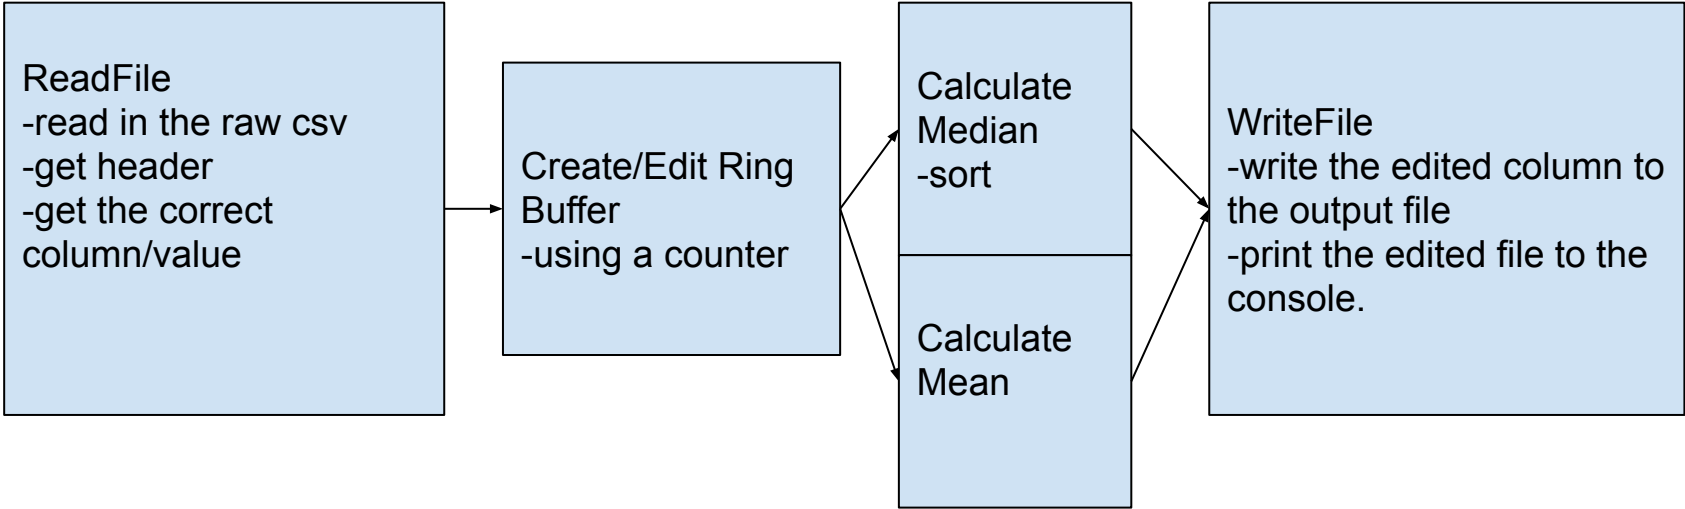 ReadFile
-read in the raw csv
-get header
-get the correct
column/value
Create/Edit Ring
Buffer
-using a counter
Calculate
Median
-sort
Calculate
Mean
WriteFile
-write the edited column to
the output file
-print the edited file to the
console.